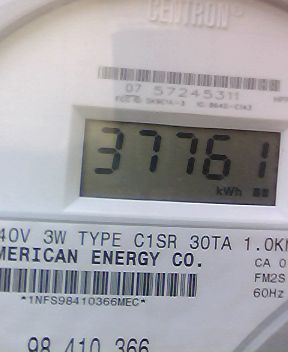 CENTRON®
07 57245311
37761
kWh
40V 3W TYPE C1SR 30TA 1.0K
MERICAN ENERGY CO.
CA 0
FM2S
*1NFS98410366MEC*
60Hz
98 410 366